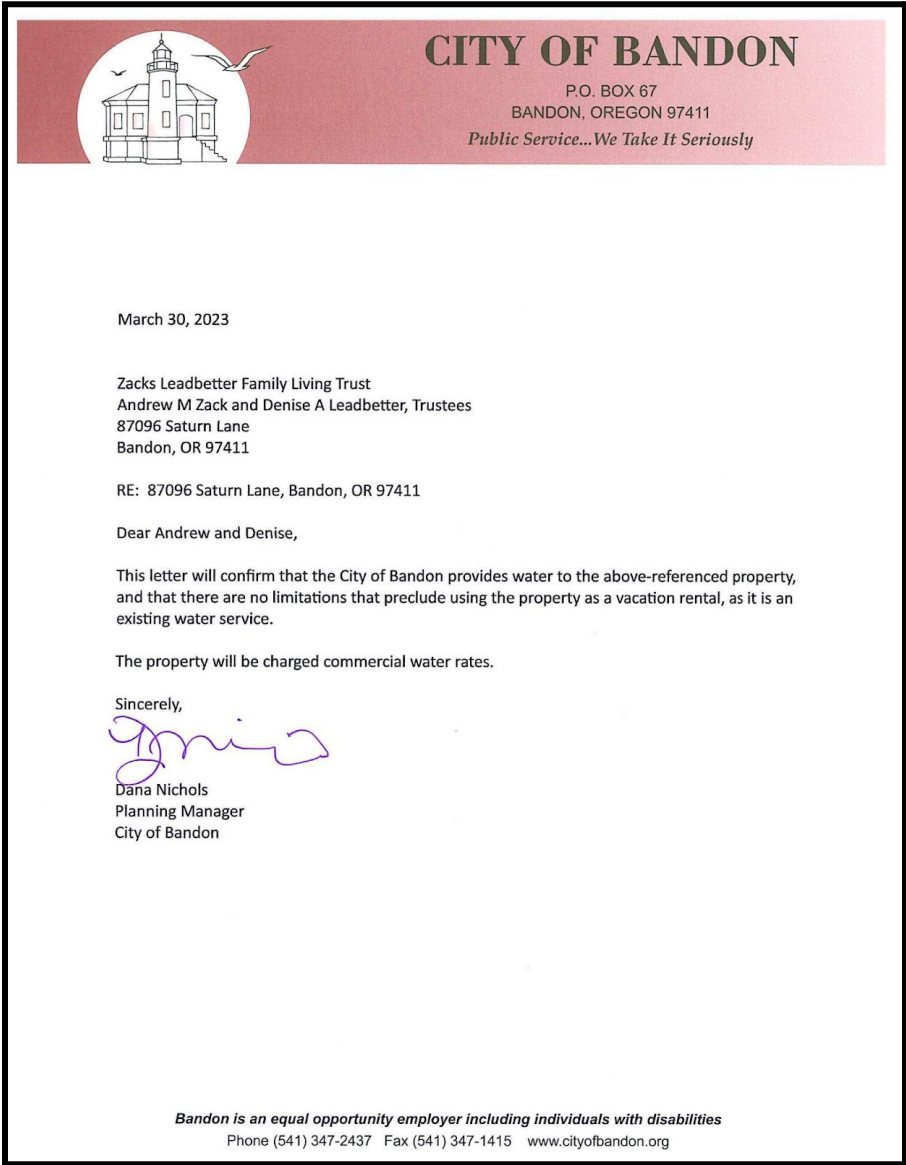 CITY OF BANDON
P.O. BOX 67
BANDON, OREGON 97411
Public Service...We Take It Seriously
March 30, 2023
Zacks Leadbetter Family Living Trust
Andrew M Zack and Denise A Leadbetter, Trustees
87096 Saturn Lane
Bandon, OR 97411
RE: 87096 Saturn Lane, Bandon, OR 97411
Dear Andrew and Denise,
This letter will confirm that the City of Bandon provides water to the above-referenced property,
and that there are no limitations that preclude using the property as a vacation rental, as it is an
existing water service.
The property will be charged commercial water rates.
Sincerely,
Dana Nichols
Planning Manager
City of Bandon
Bandon is an equal opportunity employer including individuals with disabilities
Phone (541) 347-2437 Fax (541) 347-1415 www.cityofbandon.org